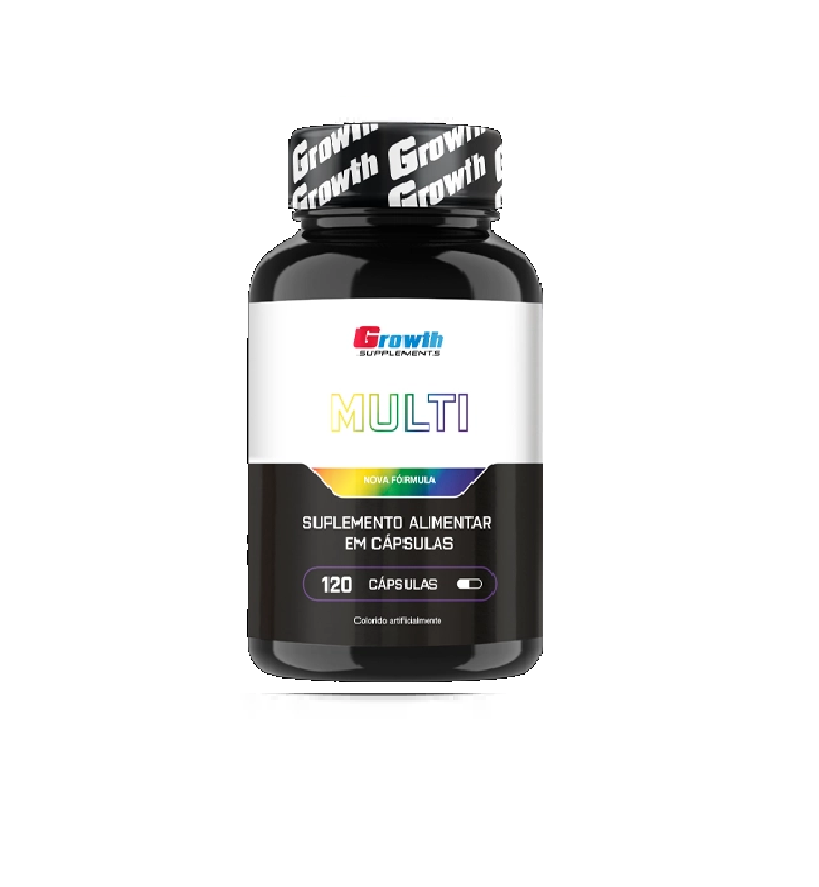 Growth
Growth
Growth
Growth
Growth
SUPPLEMENTS
MULTI
NOVA FÓRMULA
SUPLEMENTO ALIMENTAR
EM CÁPSULAS
120 CÁPSULAS
Colorido artificialmente